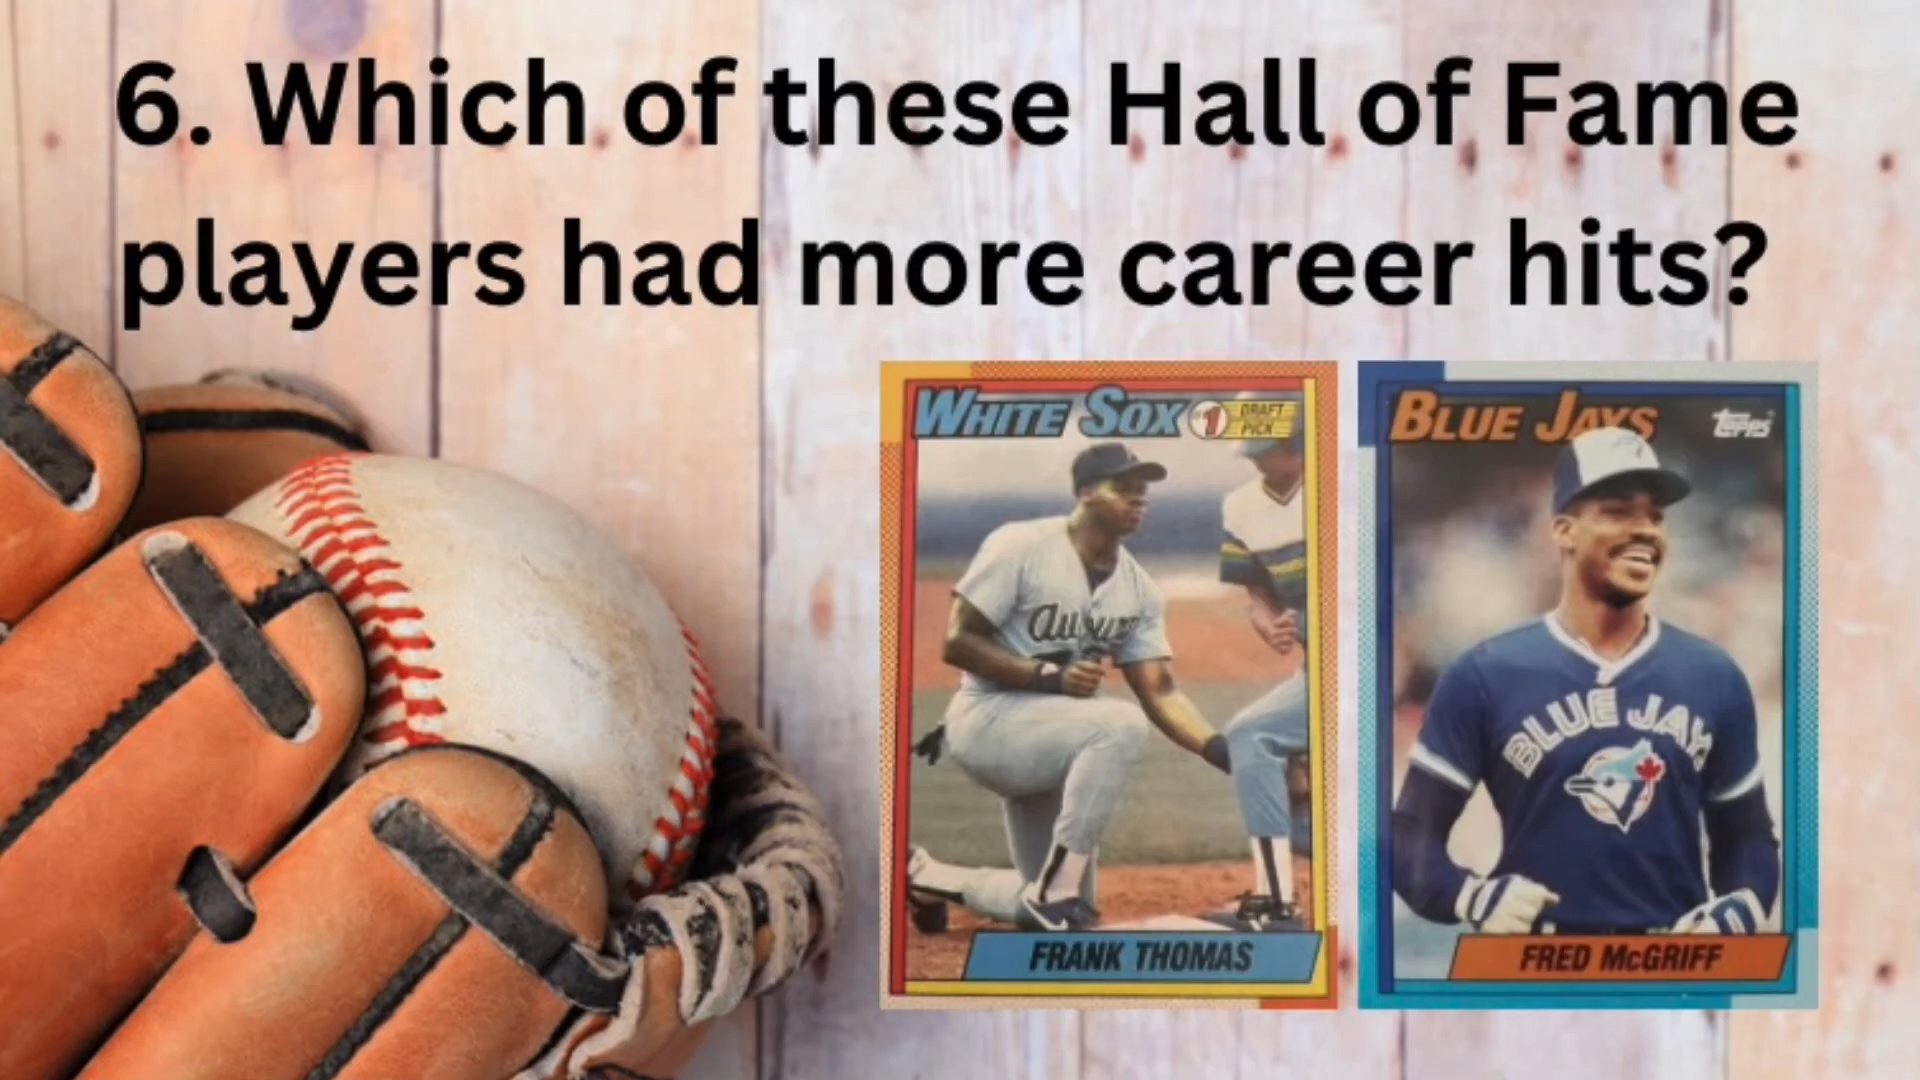 6. Which of these Hall of Fame
players had more career hits?
WHITE SOX #1 DRAFT PICK
Auburn
FRANK THOMAS
BLUE JAYS Topps
BLUE JAYS
FRED McGRIFF